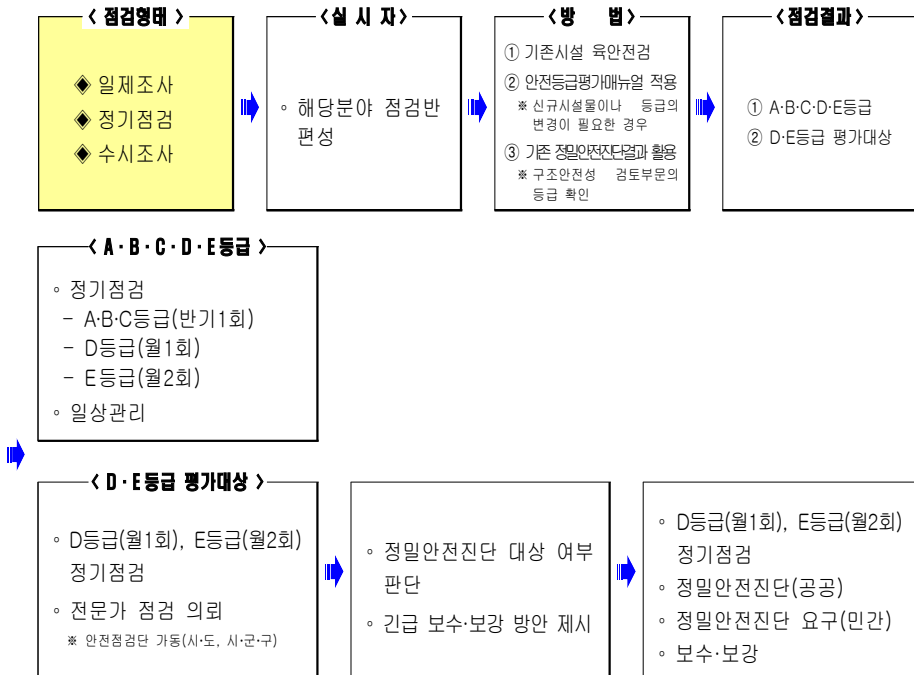 < 점검형태 >
◈ 일제조사
◈ 정기점검
◈ 수시조사
<실 시 자>
◦ 해당분야 점검반
편성
<방 법>
① 기존시설 육안전검
② 안전등급평가매뉴얼 적용
※ 신규시설물이나 등급의
변경이 필요한 경우
③ 기존 정밀안전진단결과 활용
※ 구조안전성 검토부문의
등급 확인
<점검결과>
① A·B·C·D·E등급
② D·E등급 평가대상
< A·B·C·D·E등급 >
◦ 정기점검
- A·B·C등급(반기1회)
- D등급(월1회)
- E등급(월2회)
◦ 일상관리
< D·E등급 평가대상 >
◦ D등급(월1회), E등급(월2회)
정기점검
◦ 전문가 점검 의뢰
※ 안전점검단 가동(시·도, 시·군·구)
◦ 정밀안전진단 대상 여부
판단
◦ 긴급 보수·보강 방안 제시
◦ D등급(월1회), E등급(월2회)
정기점검
◦ 정밀안전진단(공공)
◦ 정밀안전진단 요구(민간)
◦ 보수·보강